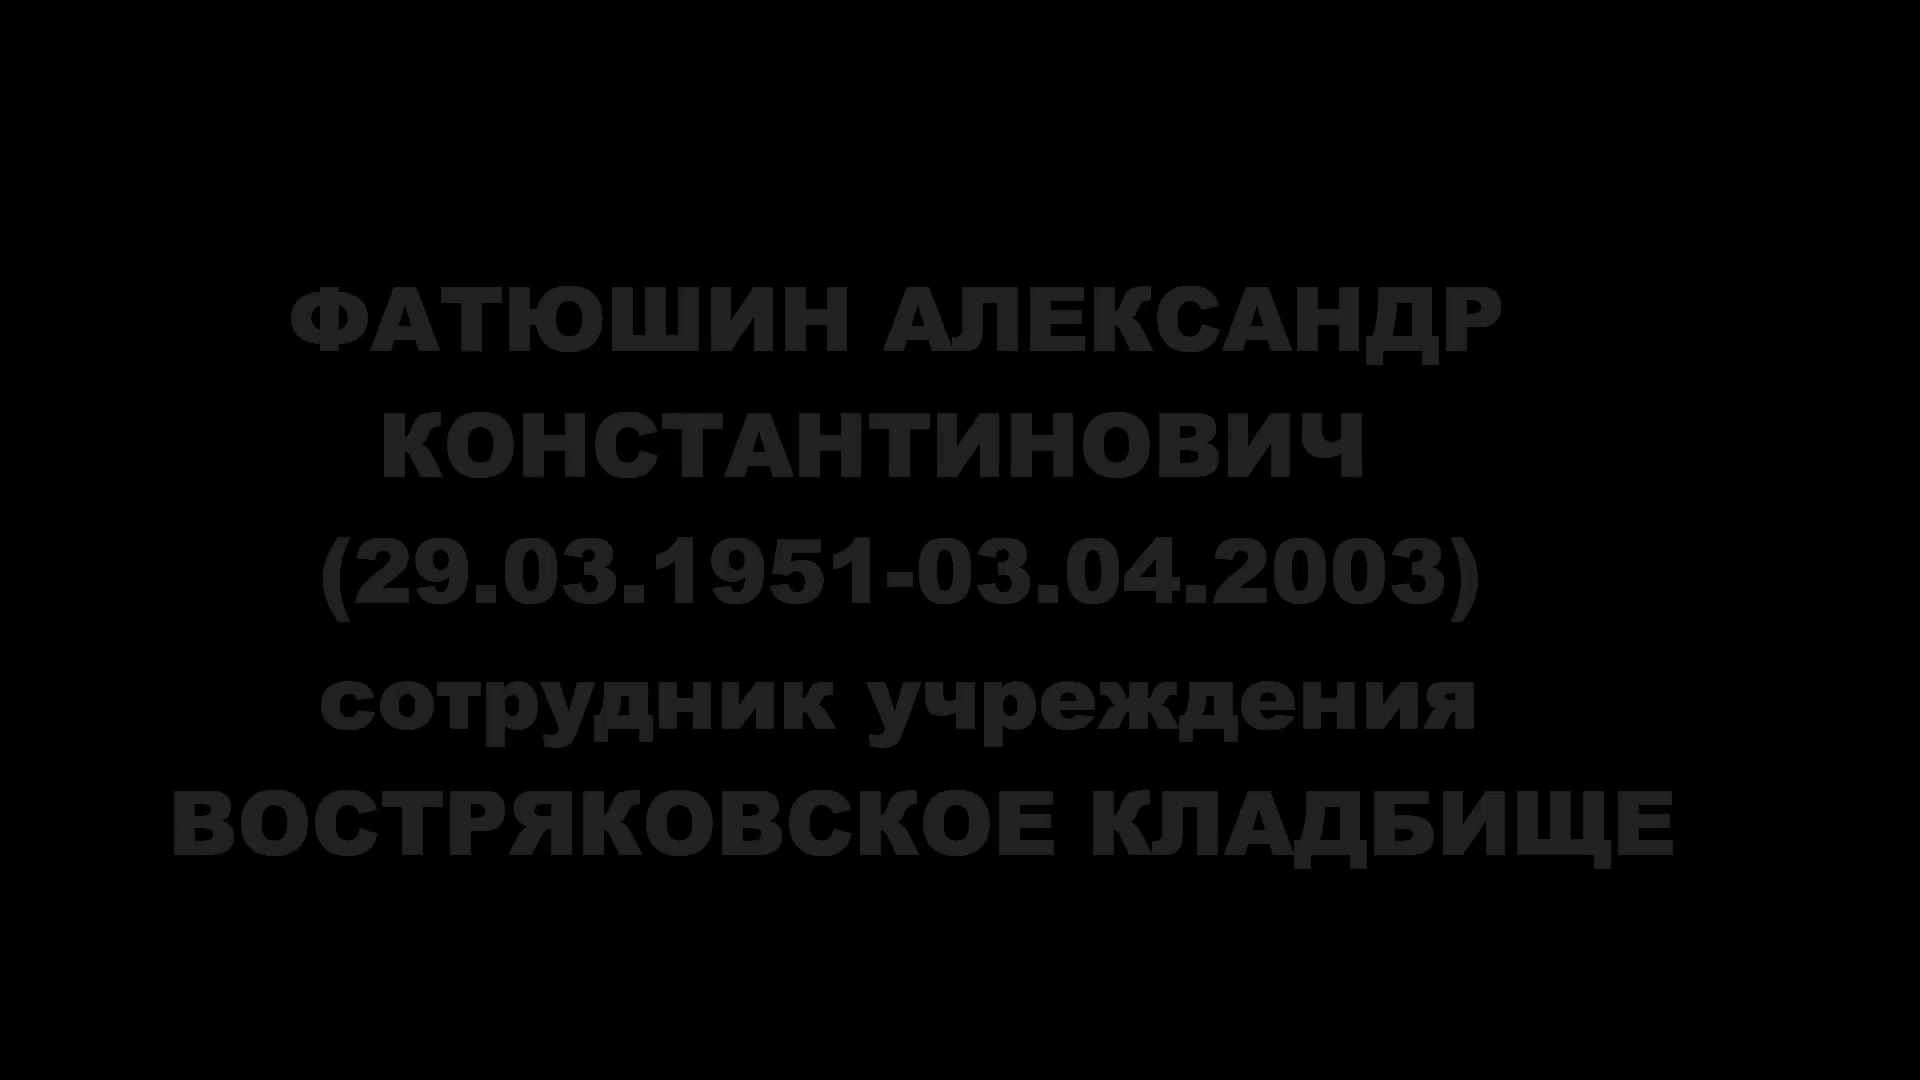 ФАТЮШИН АЛЕКСАНДР
КОНСТАНТИНОВИЧ
(29.03.1951-03.04.2003)
сотрудник учреждения
ВОСТРЯКОВСКОЕ КЛАДБИЩЕ